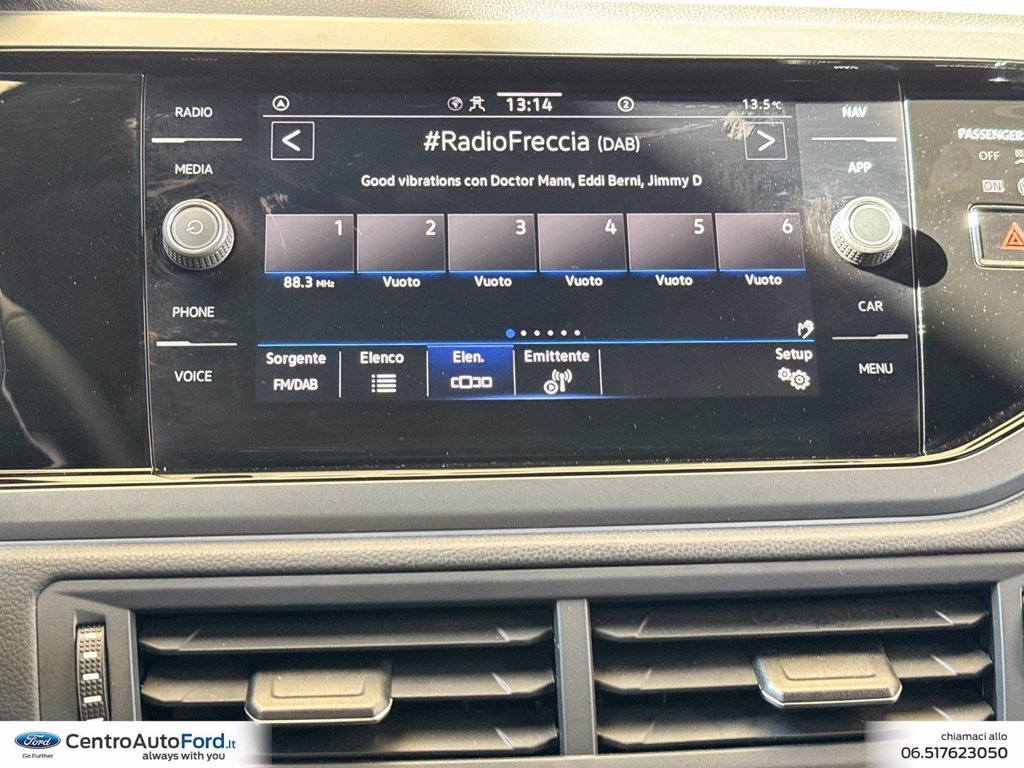 RADIO
MEDIA
PHONE
VOICE
13:14
2
13.5°C
#RadioFreccia (DAB)
Good vibrations con Doctor Mann, Eddi Berni, Jimmy D
1 2 3 4 5 6
88.3 MHz Vuoto Vuoto Vuoto Vuoto Vuoto
Sorgente Elenco Elen. Emittente Setup
FM/DAB
NAV
APP
CAR
MENU
PASSENGER
OFF
ON
Ford
Go Further
CentroAutoFord.it
always with you
chiamaci allo
06.517623050